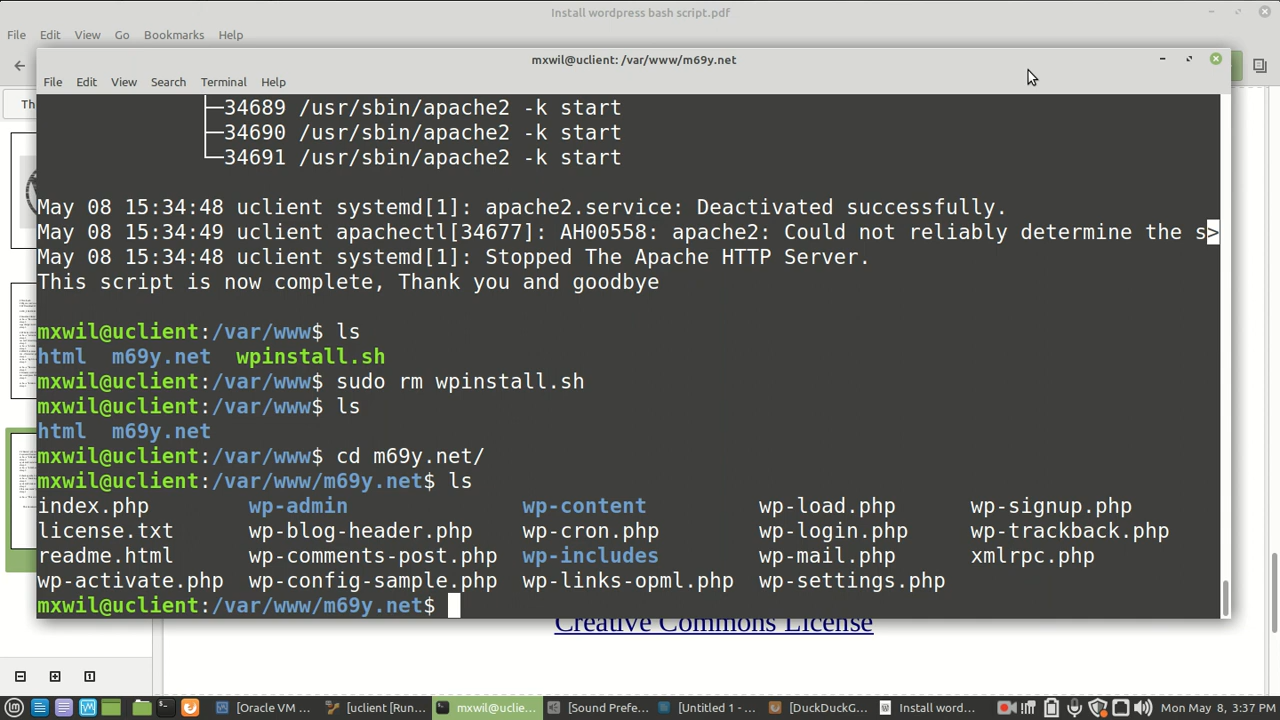 Install wordpress bash script.pdf
File Edit View Go Bookmarks Help
mxwil@uclient: /var/www/m69y.net
File Edit View Search Terminal Help
Th
├─34689 /usr/sbin/apache2 -k start
├─34690 /usr/sbin/apache2 -k start
└─34691 /usr/sbin/apache2 -k start
May 08 15:34:48 uclient systemd[1]: apache2.service: Deactivated successfully.
May 08 15:34:49 uclient apachectl[34677]: AH00558: apache2: Could not reliably determine the s>
May 08 15:34:48 uclient systemd[1]: Stopped The Apache HTTP Server.
This script is now complete, Thank you and goodbye
mxwil@uclient:/var/www$ ls
html m69y.net wpinstall.sh
mxwil@uclient:/var/www$ sudo rm wpinstall.sh
mxwil@uclient:/var/www$ ls
html m69y.net
mxwil@uclient:/var/www$ cd m69y.net/
mxwil@uclient:/var/www/m69y.net$ ls
index.php wp-admin wp-content wp-load.php wp-signup.php
license.txt wp-blog-header.php wp-cron.php wp-login.php wp-trackback.php
readme.html wp-comments-post.php wp-includes wp-mail.php xmlrpc.php
wp-activate.php wp-config-sample.php wp-links-opml.php wp-settings.php
mxwil@uclient:/var/www/m69y.net$
Creative Commons License
[Oracle VM ... [uclient [Run... mxwil@uclie... [Sound Prefe... [Untitled 1 - ... [DuckDuckG... Install word... Mon May 8, 3:37 PM